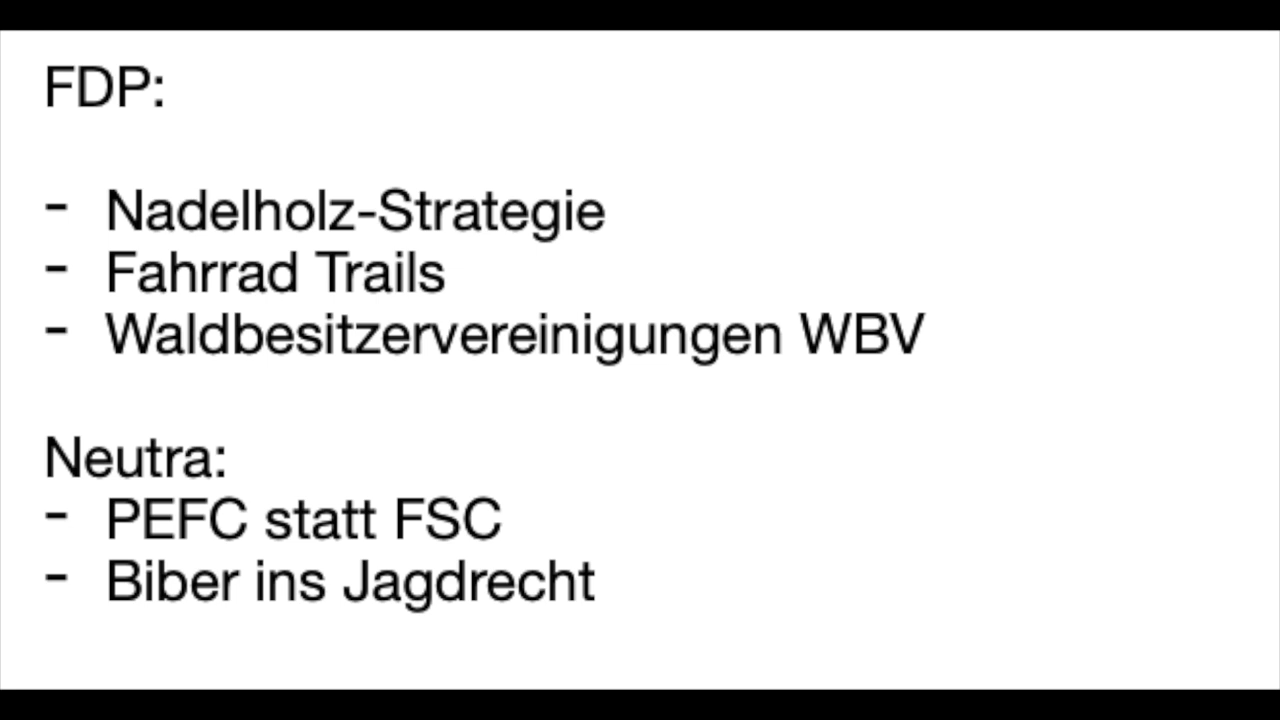 FDP:
- Nadelholz-Strategie
- Fahrrad Trails
- Waldbesitzervereinigungen WBV
Neutra:
- PEFC statt FSC
- Biber ins Jagdrecht